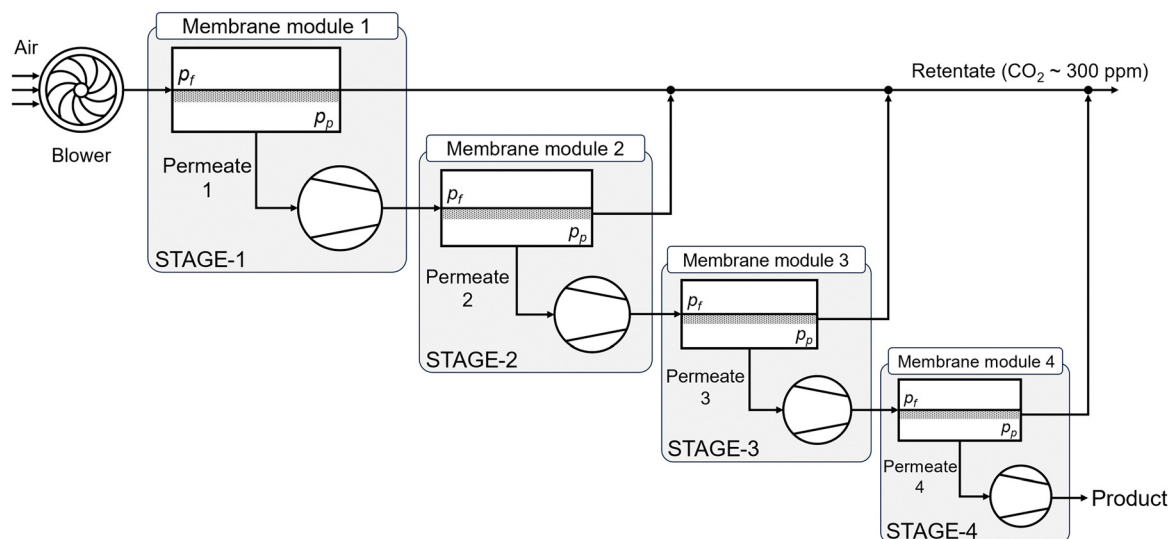 Membrane module 1
Air
p_f
p_p
Blower
Permeate
1
STAGE-1
Retentate (CO₂ ~ 300 ppm)
Membrane module 2
p_f
p_p
Permeate
2
STAGE-2
Membrane module 3
p_f
p_p
Permeate
3
STAGE-3
Membrane module 4
p_f
p_p
Permeate
4
STAGE-4
Product